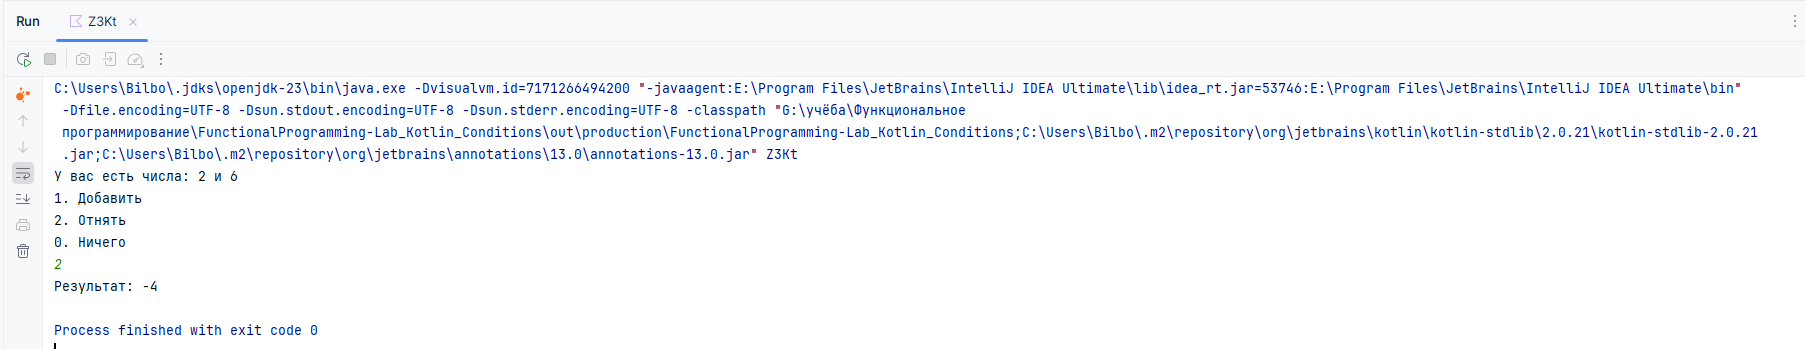 Run Z3Kt
C:\Users\Bilbo\.jdks\openjdk-23\bin\java.exe -Dvisualvm.id=7171266494200 "-javaagent:E:\Program Files\JetBrains\IntelliJ IDEA Ultimate\lib\idea_rt.jar=53746:E:\Program Files\JetBrains\IntelliJ IDEA Ultimate\bin"
-Dfile.encoding=UTF-8 -Dsun.stdout.encoding=UTF-8 -Dsun.stderr.encoding=UTF-8 -classpath "G:\учёба\Функциональное
программирование\FunctionalProgramming-Lab_Kotlin_Conditions\out\production\FunctionalProgramming-Lab_Kotlin_Conditions;C:\Users\Bilbo\.m2\repository\org\jetbrains\kotlin\kotlin-stdlib\2.0.21\kotlin-stdlib-2.0.21
.jar;C:\Users\Bilbo\.m2\repository\org\jetbrains\annotations\13.0\annotations-13.0.jar" Z3Kt
У вас есть числа: 2 и 6
1. Добавить
2. Отнять
0. Ничего
2
Результат: -4
Process finished with exit code 0